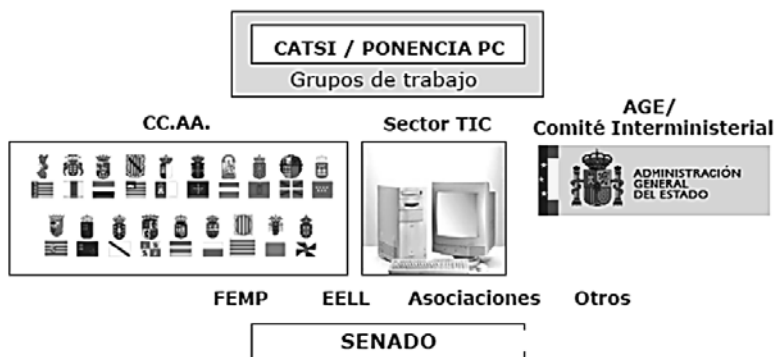 CATSI / PONENCIA PC
Grupos de trabajo
CC.AA.
Sector TIC
AGE/
Comité Interministerial
ADMINISTRACIÓN
GENERAL
DEL ESTADO
FEMP EELL Asociaciones Otros
SENADO